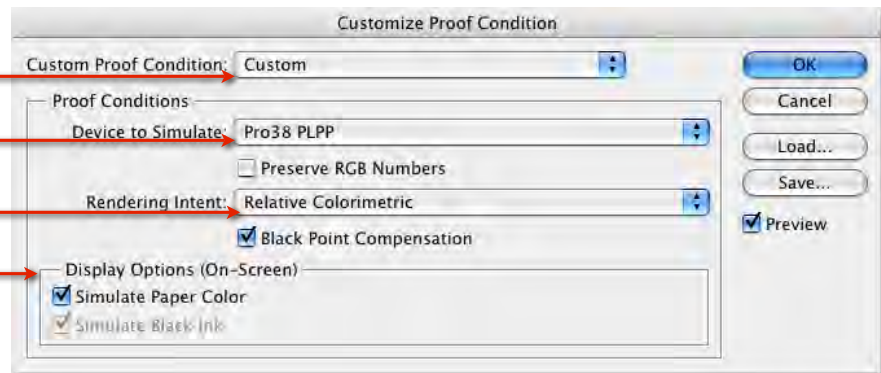 Customize Proof Condition
Custom Proof Condition: Custom
OK
Proof Conditions
Cancel
Device to Simulate: Pro38 PLPP
Load...
Preserve RGB Numbers
Save...
Rendering Intent: Relative Colorimetric
Preview
Black Point Compensation
Display Options (On-Screen)
Simulate Paper Color
Simulate Black Ink